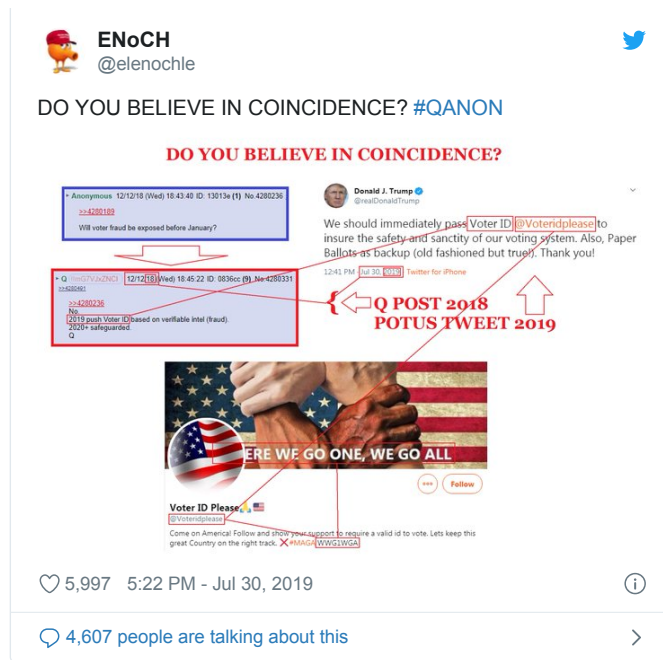 ENoCH
@elenochle
DO YOU BELIEVE IN COINCIDENCE? #QANON
DO YOU BELIEVE IN COINCIDENCE?
Anonymous 12/12/18 (Wed) 18:43:40 ID: 13013e (1) No.4280236
>>4280189
Will voter fraud be exposed before January?
Q !!mG7VJxZNCI 12/12/18 (Wed) 18:45:22 ID: 0836cc (9) No.4280331
>>4280236
No.
2019 push Voter ID based on verifiable intel (fraud).
2020+ safeguarded.
Q
Donald J. Trump
@realDonaldTrump
We should immediately pass Voter ID @Voteridplease to
insure the safety and sanctity of our voting system. Also, Paper
Ballots as backup (old fashioned but true!). Thank you!
12:41 PM · Jul 30, 2019 · Twitter for iPhone
Q POST 2018
POTUS TWEET 2019
ERE WE GO ONE, WE GO ALL
Follow
Voter ID Please
@Voteridplease
Come on America! Follow and show your support to require a valid id to vote. Lets keep this
great Country on the right track. ❌#MAGA WWG1WGA
5,997 5:22 PM - Jul 30, 2019
4,607 people are talking about this